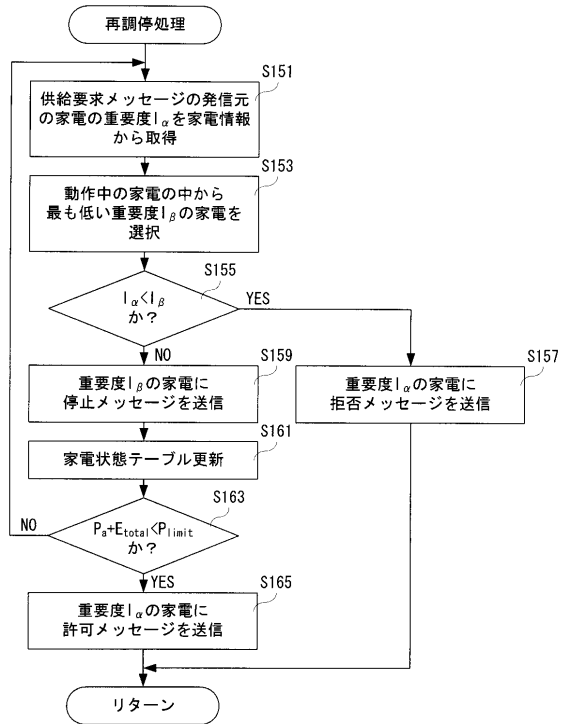 再調停処理
S151
供給要求メッセージの発信元
の家電の重要度Iαを家電情報
から取得
S153
動作中の家電の中から
最も低い重要度Iβの家電を
選択
S155
Iα<Iβ
か？
YES
NO
S159
重要度Iβの家電に
停止メッセージを送信
S157
重要度Iαの家電に
拒否メッセージを送信
S161
家電状態テーブル更新
S163
NO
Pa+Etotal<Plimit
か？
YES
S165
重要度Iαの家電に
許可メッセージを送信
リターン